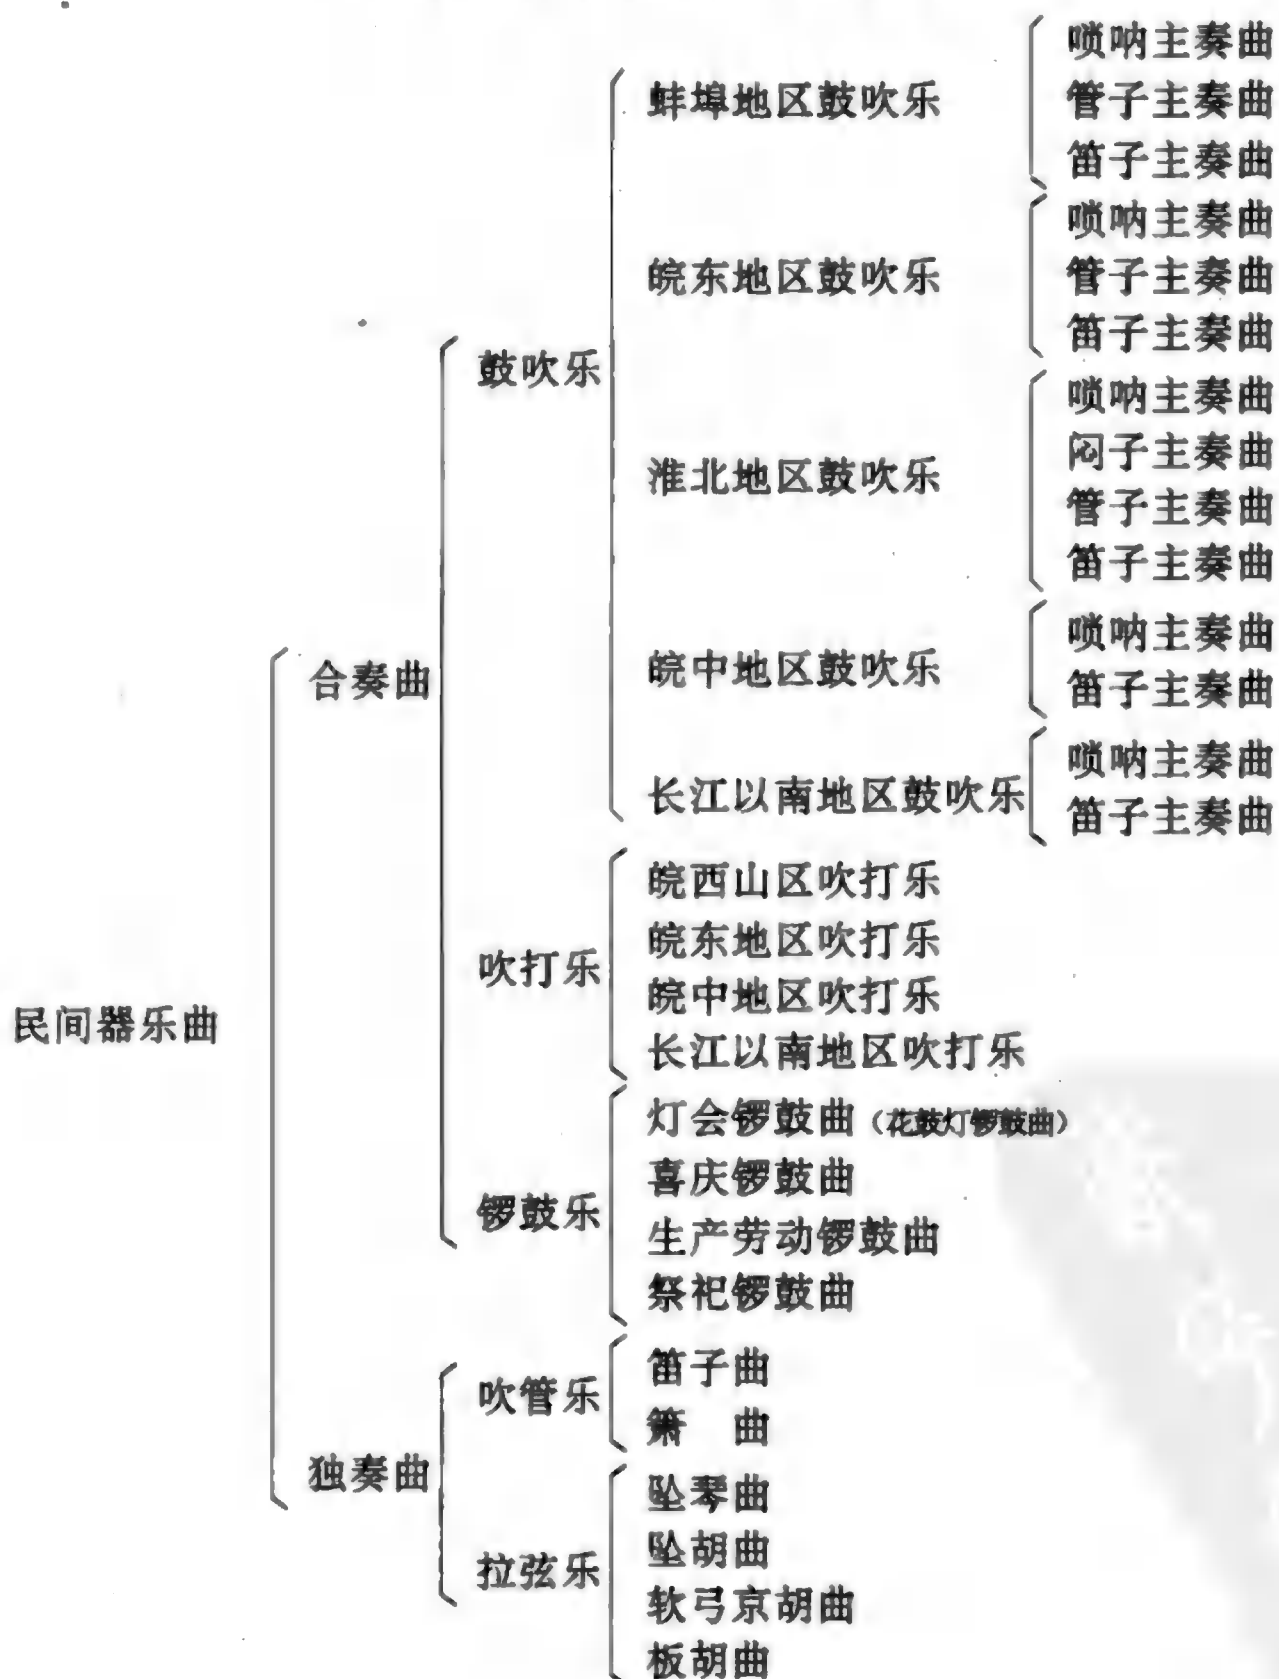 民间器乐曲
合奏曲
鼓吹乐
蚌埠地区鼓吹乐
唢呐主奏曲
管子主奏曲
笛子主奏曲
皖东地区鼓吹乐
唢呐主奏曲
管子主奏曲
笛子主奏曲
淮北地区鼓吹乐
唢呐主奏曲
闷子主奏曲
管子主奏曲
笛子主奏曲
皖中地区鼓吹乐
唢呐主奏曲
笛子主奏曲
长江以南地区鼓吹乐
唢呐主奏曲
笛子主奏曲
吹打乐
皖西山区吹打乐
皖东地区吹打乐
皖中地区吹打乐
长江以南地区吹打乐
锣鼓乐
灯会锣鼓曲（花鼓灯锣鼓曲）
喜庆锣鼓曲
生产劳动锣鼓曲
祭祀锣鼓曲
独奏曲
吹管乐
笛子曲
箫 曲
拉弦乐
坠琴曲
坠胡曲
软弓京胡曲
板胡曲